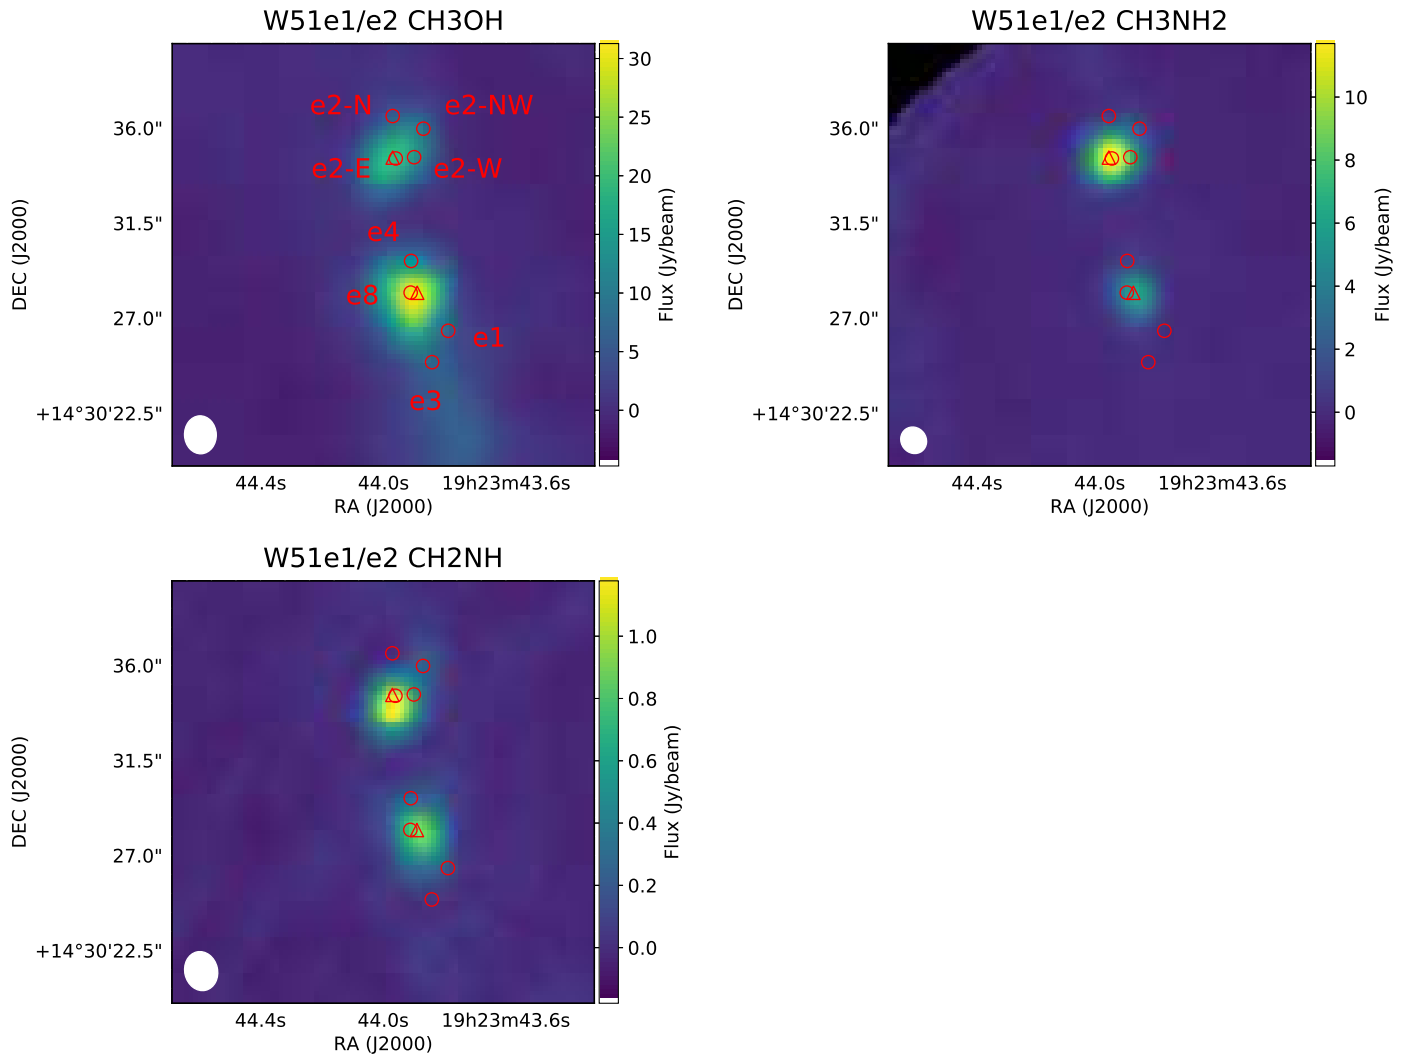 W51e1/e2 CH3OH
DEC (J2000)
36.0"
31.5"
27.0"
+14°30'22.5"
e2-N
e2-NW
e2-E
e2-W
e4
e8
e1
e3
44.4s
44.0s
19h23m43.6s
RA (J2000)
30
25
20
15
10
5
0
Flux (Jy/beam)
W51e1/e2 CH3NH2
DEC (J2000)
36.0"
31.5"
27.0"
+14°30'22.5"
44.4s
44.0s
19h23m43.6s
RA (J2000)
10
8
6
4
2
0
Flux (Jy/beam)
W51e1/e2 CH2NH
DEC (J2000)
36.0"
31.5"
27.0"
+14°30'22.5"
44.4s
44.0s
19h23m43.6s
RA (J2000)
1.0
0.8
0.6
0.4
0.2
0.0
Flux (Jy/beam)